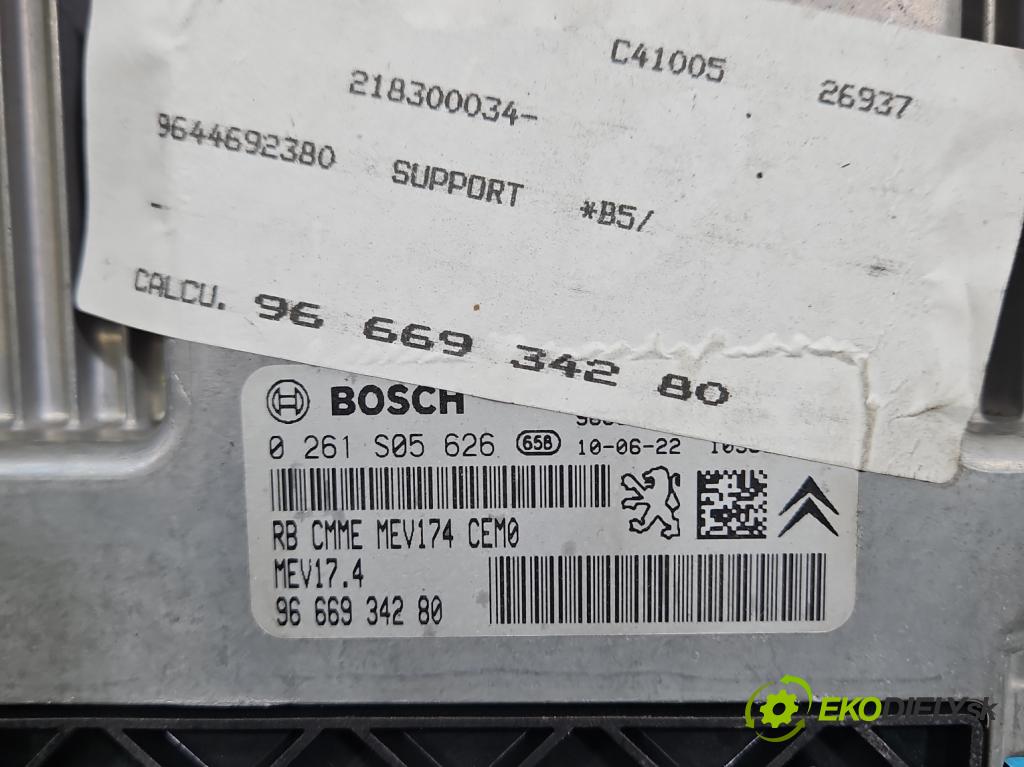 C41005 26937
218300034-
9644692380 SUPPORT *B5/
-
CALCU. 96 669 342 80
BOSCH
0 261 S05 626 658 10-06-22
RB CMME MEV174 CEM0
MEV17.4
96 669 342 80
EKODIELY.sk